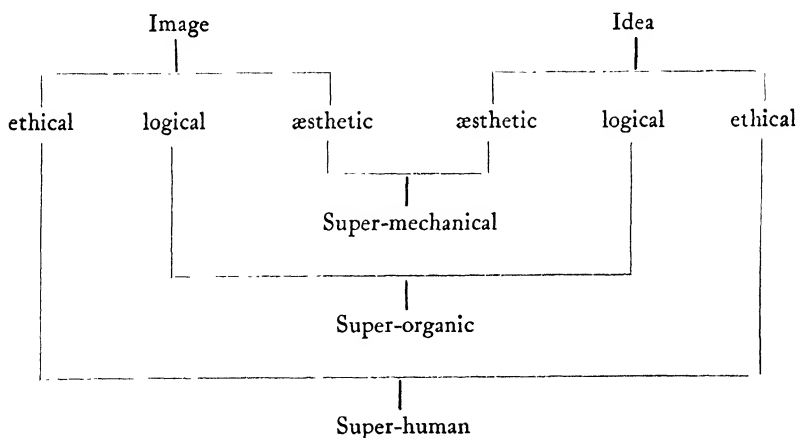 Image Idea
ethical logical æsthetic æsthetic logical ethical
Super-mechanical
Super-organic
Super-human